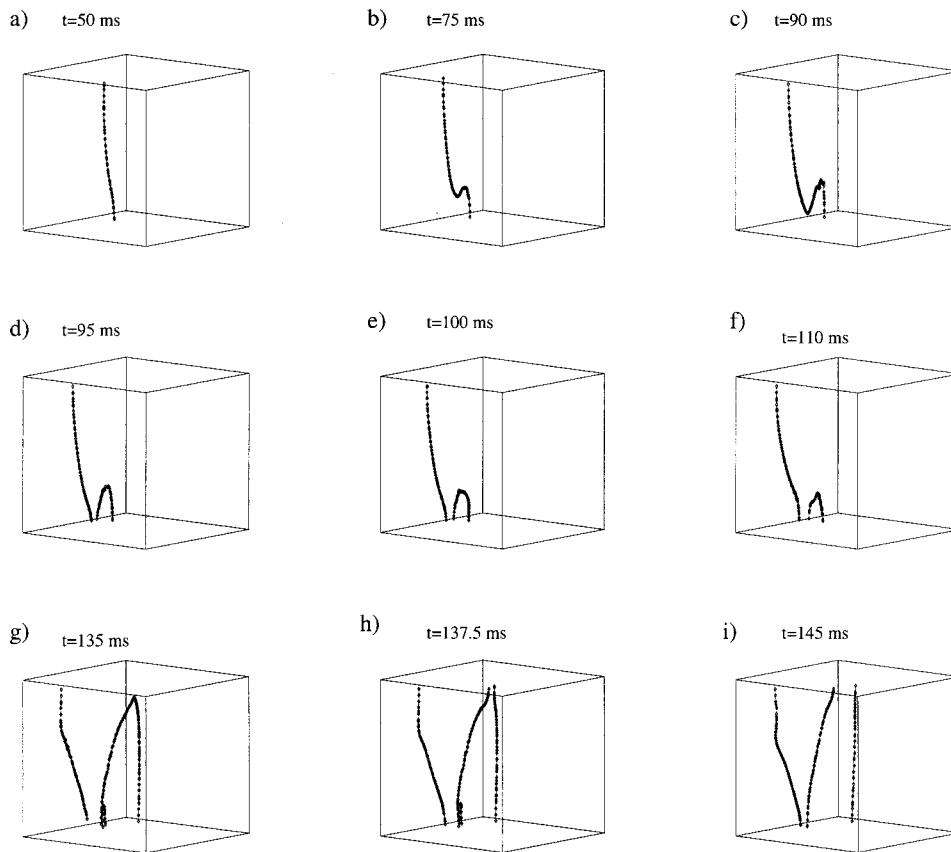 a) t=50 ms
b) t=75 ms
c) t=90 ms
d) t=95 ms
e) t=100 ms
f) t=110 ms
g) t=135 ms
h) t=137.5 ms
i) t=145 ms